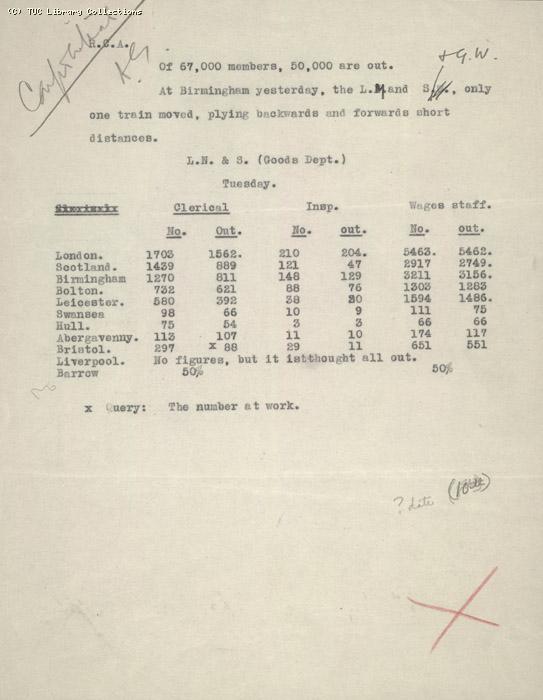 (C) TUC Library Collections
R.C.A.
Of 67,000 members, 50,000 are out.
& G.W.
At Birmingham yesterday, the L.M and S , only
one train moved, plying backwards and forwards short
distances.
L.N. & S. (Goods Dept.)
Tuesday.
Clerical Insp. Wages staff.
No. Out. No. out. No. out.
London. 1703 1562. 210 204. 5463. 5462.
Scotland. 1439 889 121 47 2917 2749.
Birmingham 1270 811 148 129 3211 3156.
Bolton. 732 621 88 76 1303 1283
Leicester. 580 392 38 30 1594 1486.
Swansea 98 66 10 9 111 75
Hull. 75 54 3 3 66 66
Abergavenny. 113 107 11 10 174 117
Bristol. 297 x 88 29 11 651 551
Liverpool. No figures, but it istthought all out.
Barrow 50% 50%
x Query: The number at work.
? date